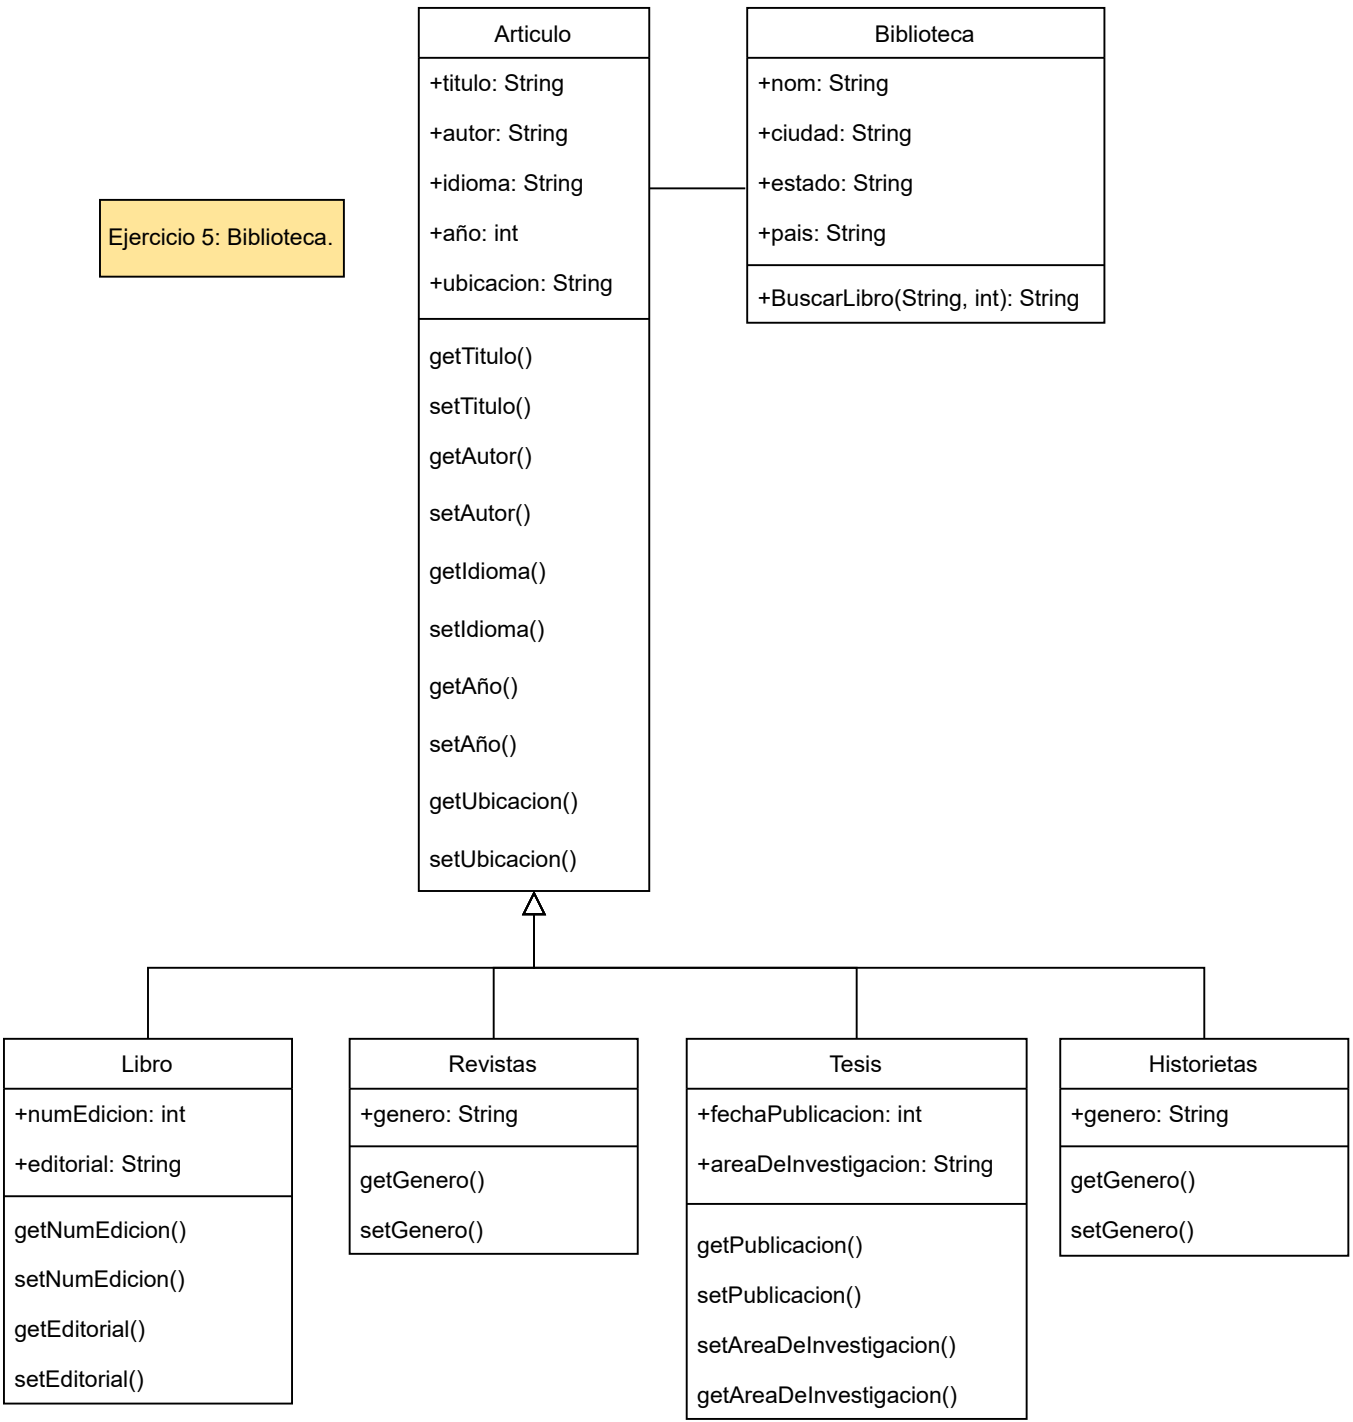 Ejercicio 5: Biblioteca.
Articulo
+titulo: String
+autor: String
+idioma: String
+año: int
+ubicacion: String
getTitulo()
setTitulo()
getAutor()
setAutor()
getIdioma()
setIdioma()
getAño()
setAño()
getUbicacion()
setUbicacion()
Biblioteca
+nom: String
+ciudad: String
+estado: String
+pais: String
+BuscarLibro(String, int): String
Libro
+numEdicion: int
+editorial: String
getNumEdicion()
setNumEdicion()
getEditorial()
setEditorial()
Revistas
+genero: String
getGenero()
setGenero()
Tesis
+fechaPublicacion: int
+areaDeInvestigacion: String
getPublicacion()
setPublicacion()
setAreaDeInvestigacion()
getAreaDeInvestigacion()
Historietas
+genero: String
getGenero()
setGenero()